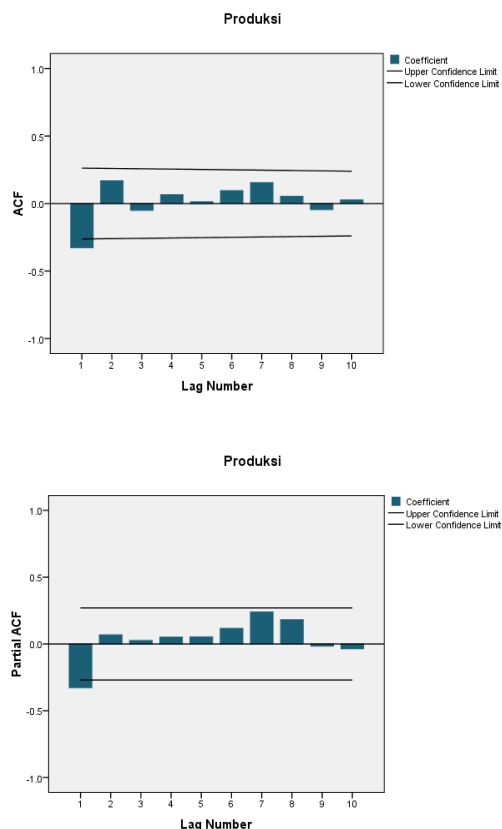 Produksi
Coefficient
Upper Confidence Limit
Lower Confidence Limit
1.0
0.5
0.0
-0.5
-1.0
ACF
1 2 3 4 5 6 7 8 9 10
Lag Number
Produksi
Coefficient
Upper Confidence Limit
Lower Confidence Limit
1.0
0.5
0.0
-0.5
-1.0
Partial ACF
1 2 3 4 5 6 7 8 9 10
Lag Number